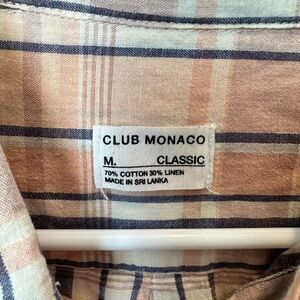 CLUB MONACO
M. CLASSIC
70% COTTON 30% LINEN
MADE IN SRI LANKA